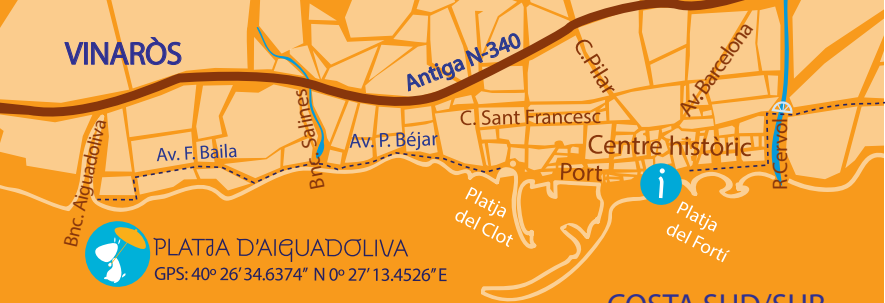 VINARÒS
Antiga N-340
C.Pilar
Av.Barcelona
Bnc. Aiguadoliva
Av. F. Baila
Bnc. Salines
Av. P. Béjar
C. Sant Francesc
Centre històric
R.Cervol
Port
i
Platja
del Clot
Platja
del Fortí
PLATJA D'AIGUADOLIVA
GPS: 40º 26' 34.6374" N 0º 27' 13.4526" E
COSTA SUD/SUR